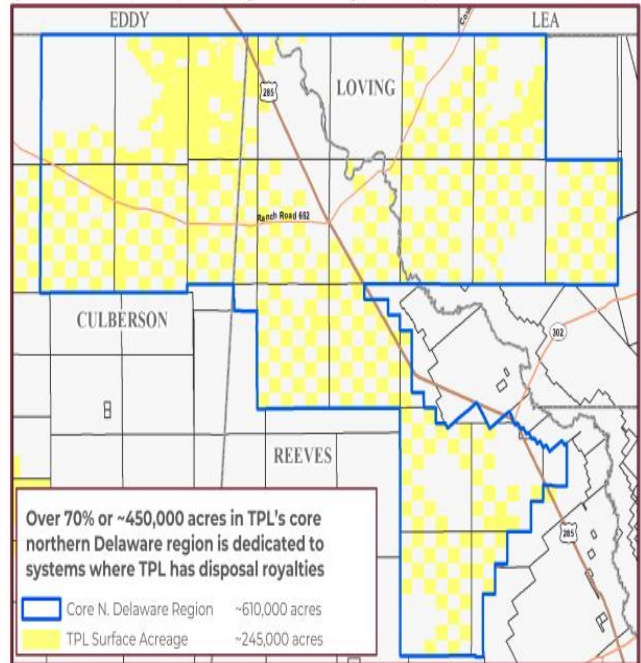 EDDY
LEA
285
LOVING
Ranch Road 652
CULBERSON
302
REEVES
285
Over 70% or ~450,000 acres in TPL's core
northern Delaware region is dedicated to
systems where TPL has disposal royalties
Core N. Delaware Region ~610,000 acres
TPL Surface Acreage ~245,000 acres